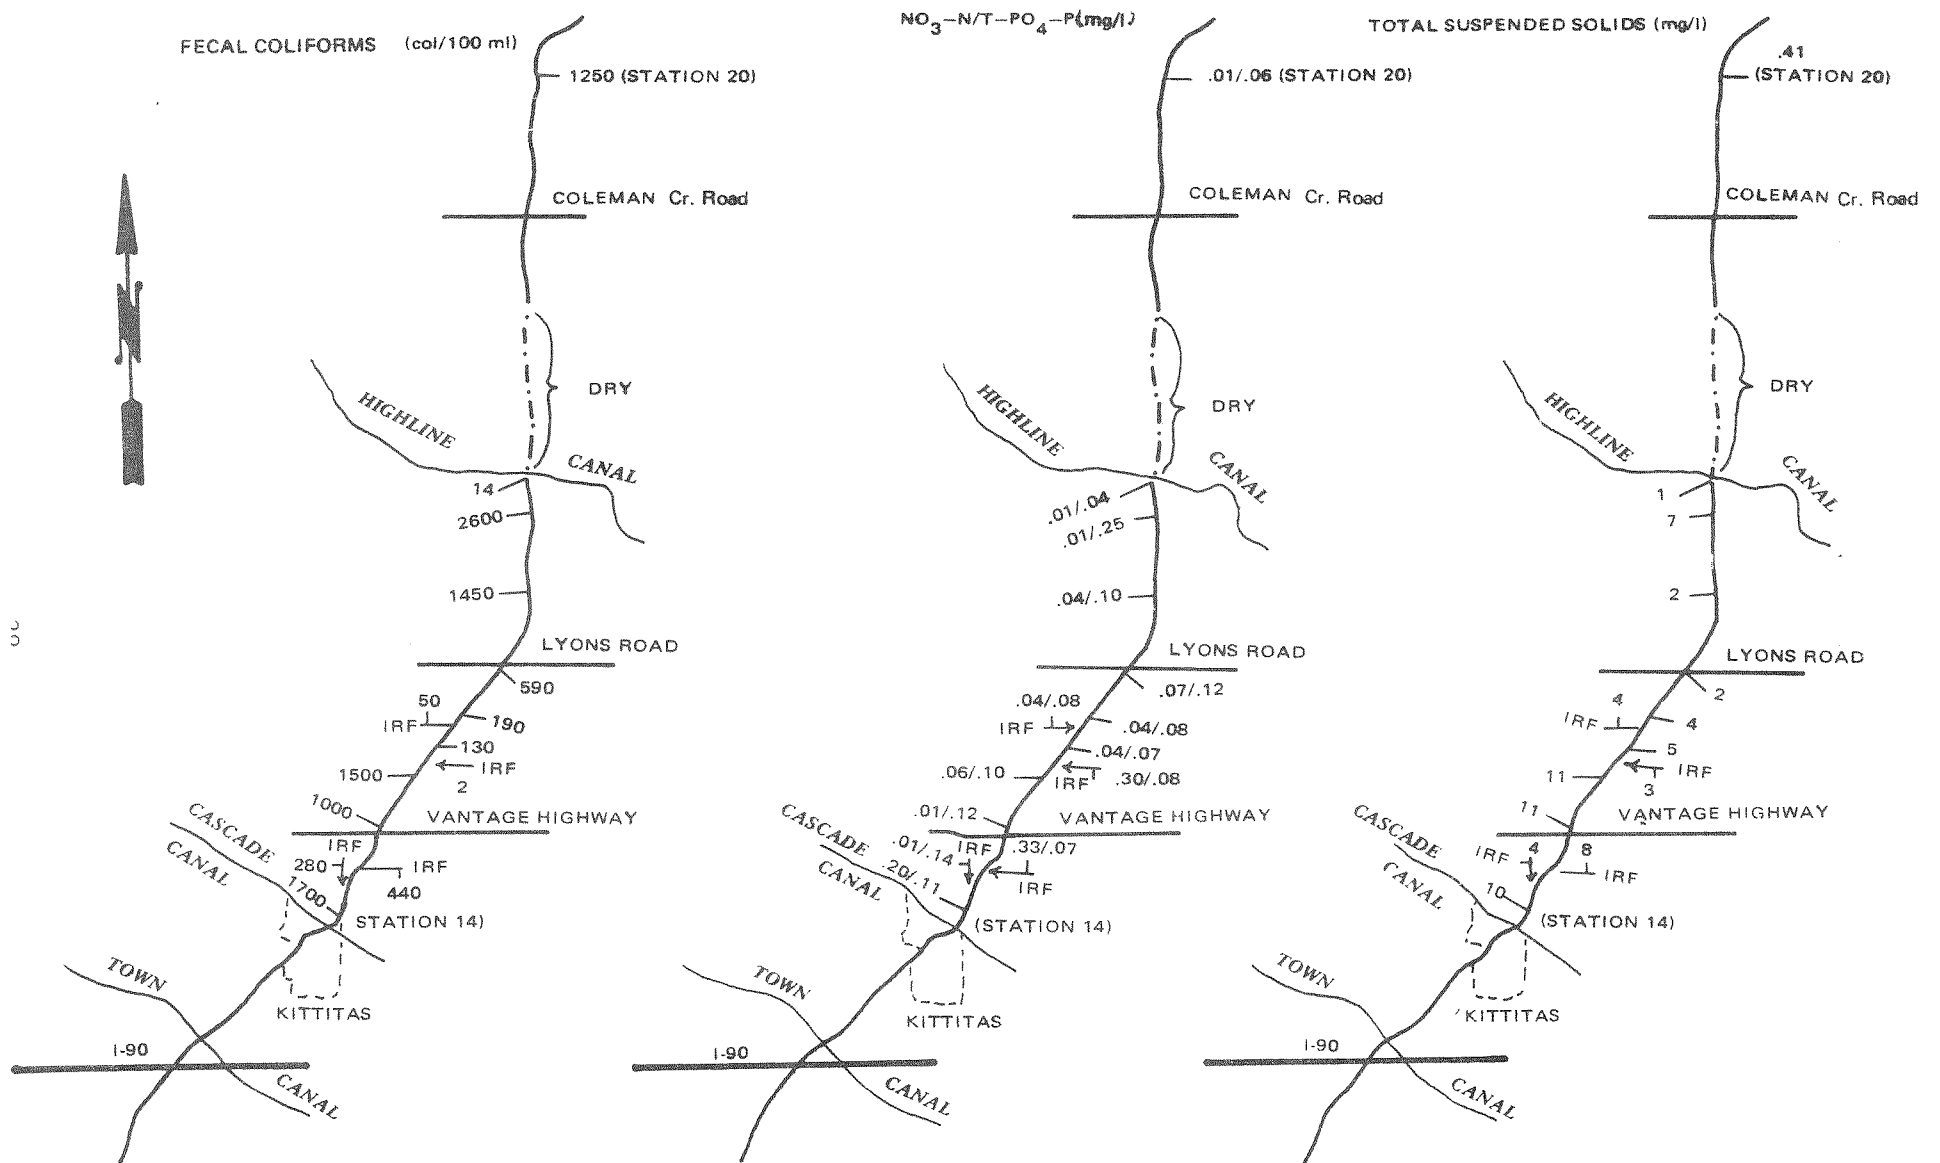 FECAL COLIFORMS (col/100 ml)
1250 (STATION 20)
COLEMAN Cr. Road
DRY
HIGHLINE
CANAL
14
2600
1450
LYONS ROAD
590
50
IRF
190
130
IRF
2
1500
1000
VANTAGE HIGHWAY
CASCADE
CANAL
IRF
280
IRF
440
1700
STATION 14)
KITTITAS
TOWN
I-90
CANAL
NO3-N/T-PO4-P(mg/l)
.01/.06 (STATION 20)
COLEMAN Cr. Road
DRY
HIGHLINE
CANAL
.01/.04
.01/.25
.04/.10
LYONS ROAD
.07/.12
.04/.08
IRF
.04/.08
.04/.07
IRF
.30/.08
.06/.10
.01/.12
VANTAGE HIGHWAY
CASCADE
CANAL
IRF
.01/.14
.33/.07
IRF
.20/.11
(STATION 14)
KITTITAS
TOWN
I-90
CANAL
TOTAL SUSPENDED SOLIDS (mg/l)
.41
(STATION 20)
COLEMAN Cr. Road
DRY
HIGHLINE
CANAL
1
7
2
LYONS ROAD
2
4
IRF
4
5
IRF
3
11
11
VANTAGE HIGHWAY
CASCADE
CANAL
4
IRF
8
IRF
10
(STATION 14)
KITTITAS
TOWN
I-90
CANAL